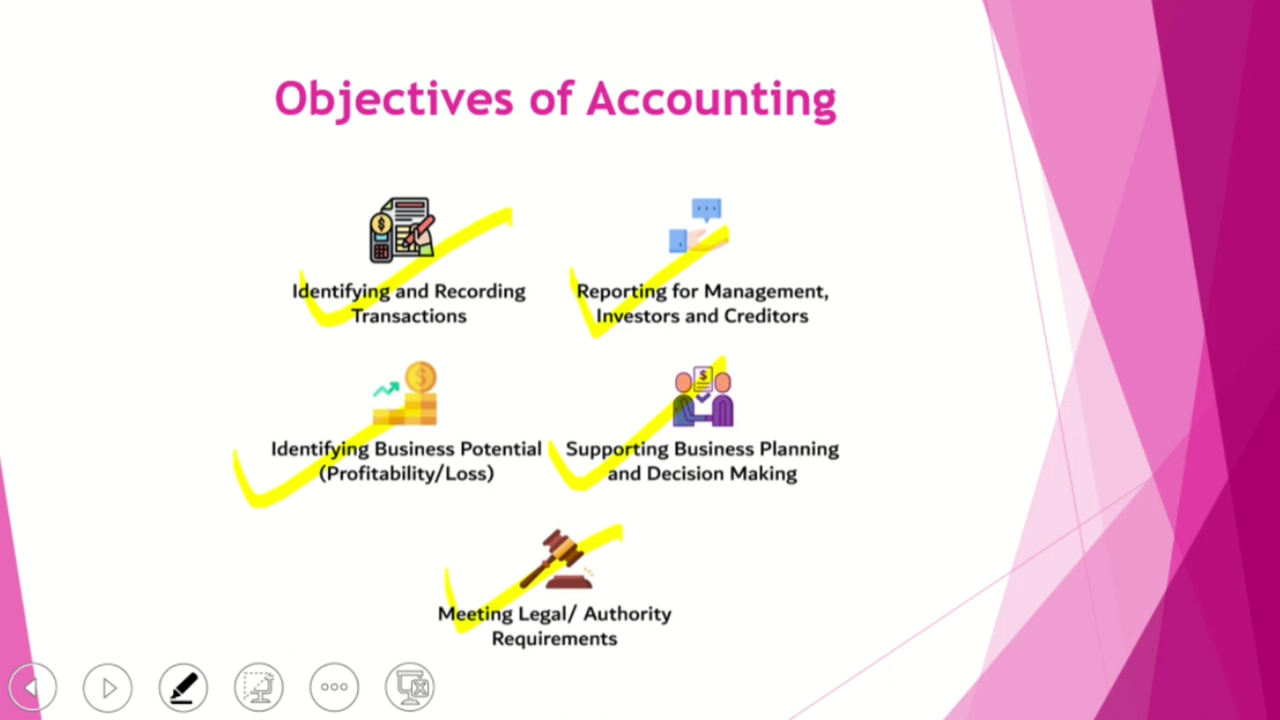 Objectives of Accounting
Identifying and Recording
Transactions
Reporting for Management,
Investors and Creditors
Identifying Business Potential
(Profitability/Loss)
Supporting Business Planning
and Decision Making
Meeting Legal/ Authority
Requirements